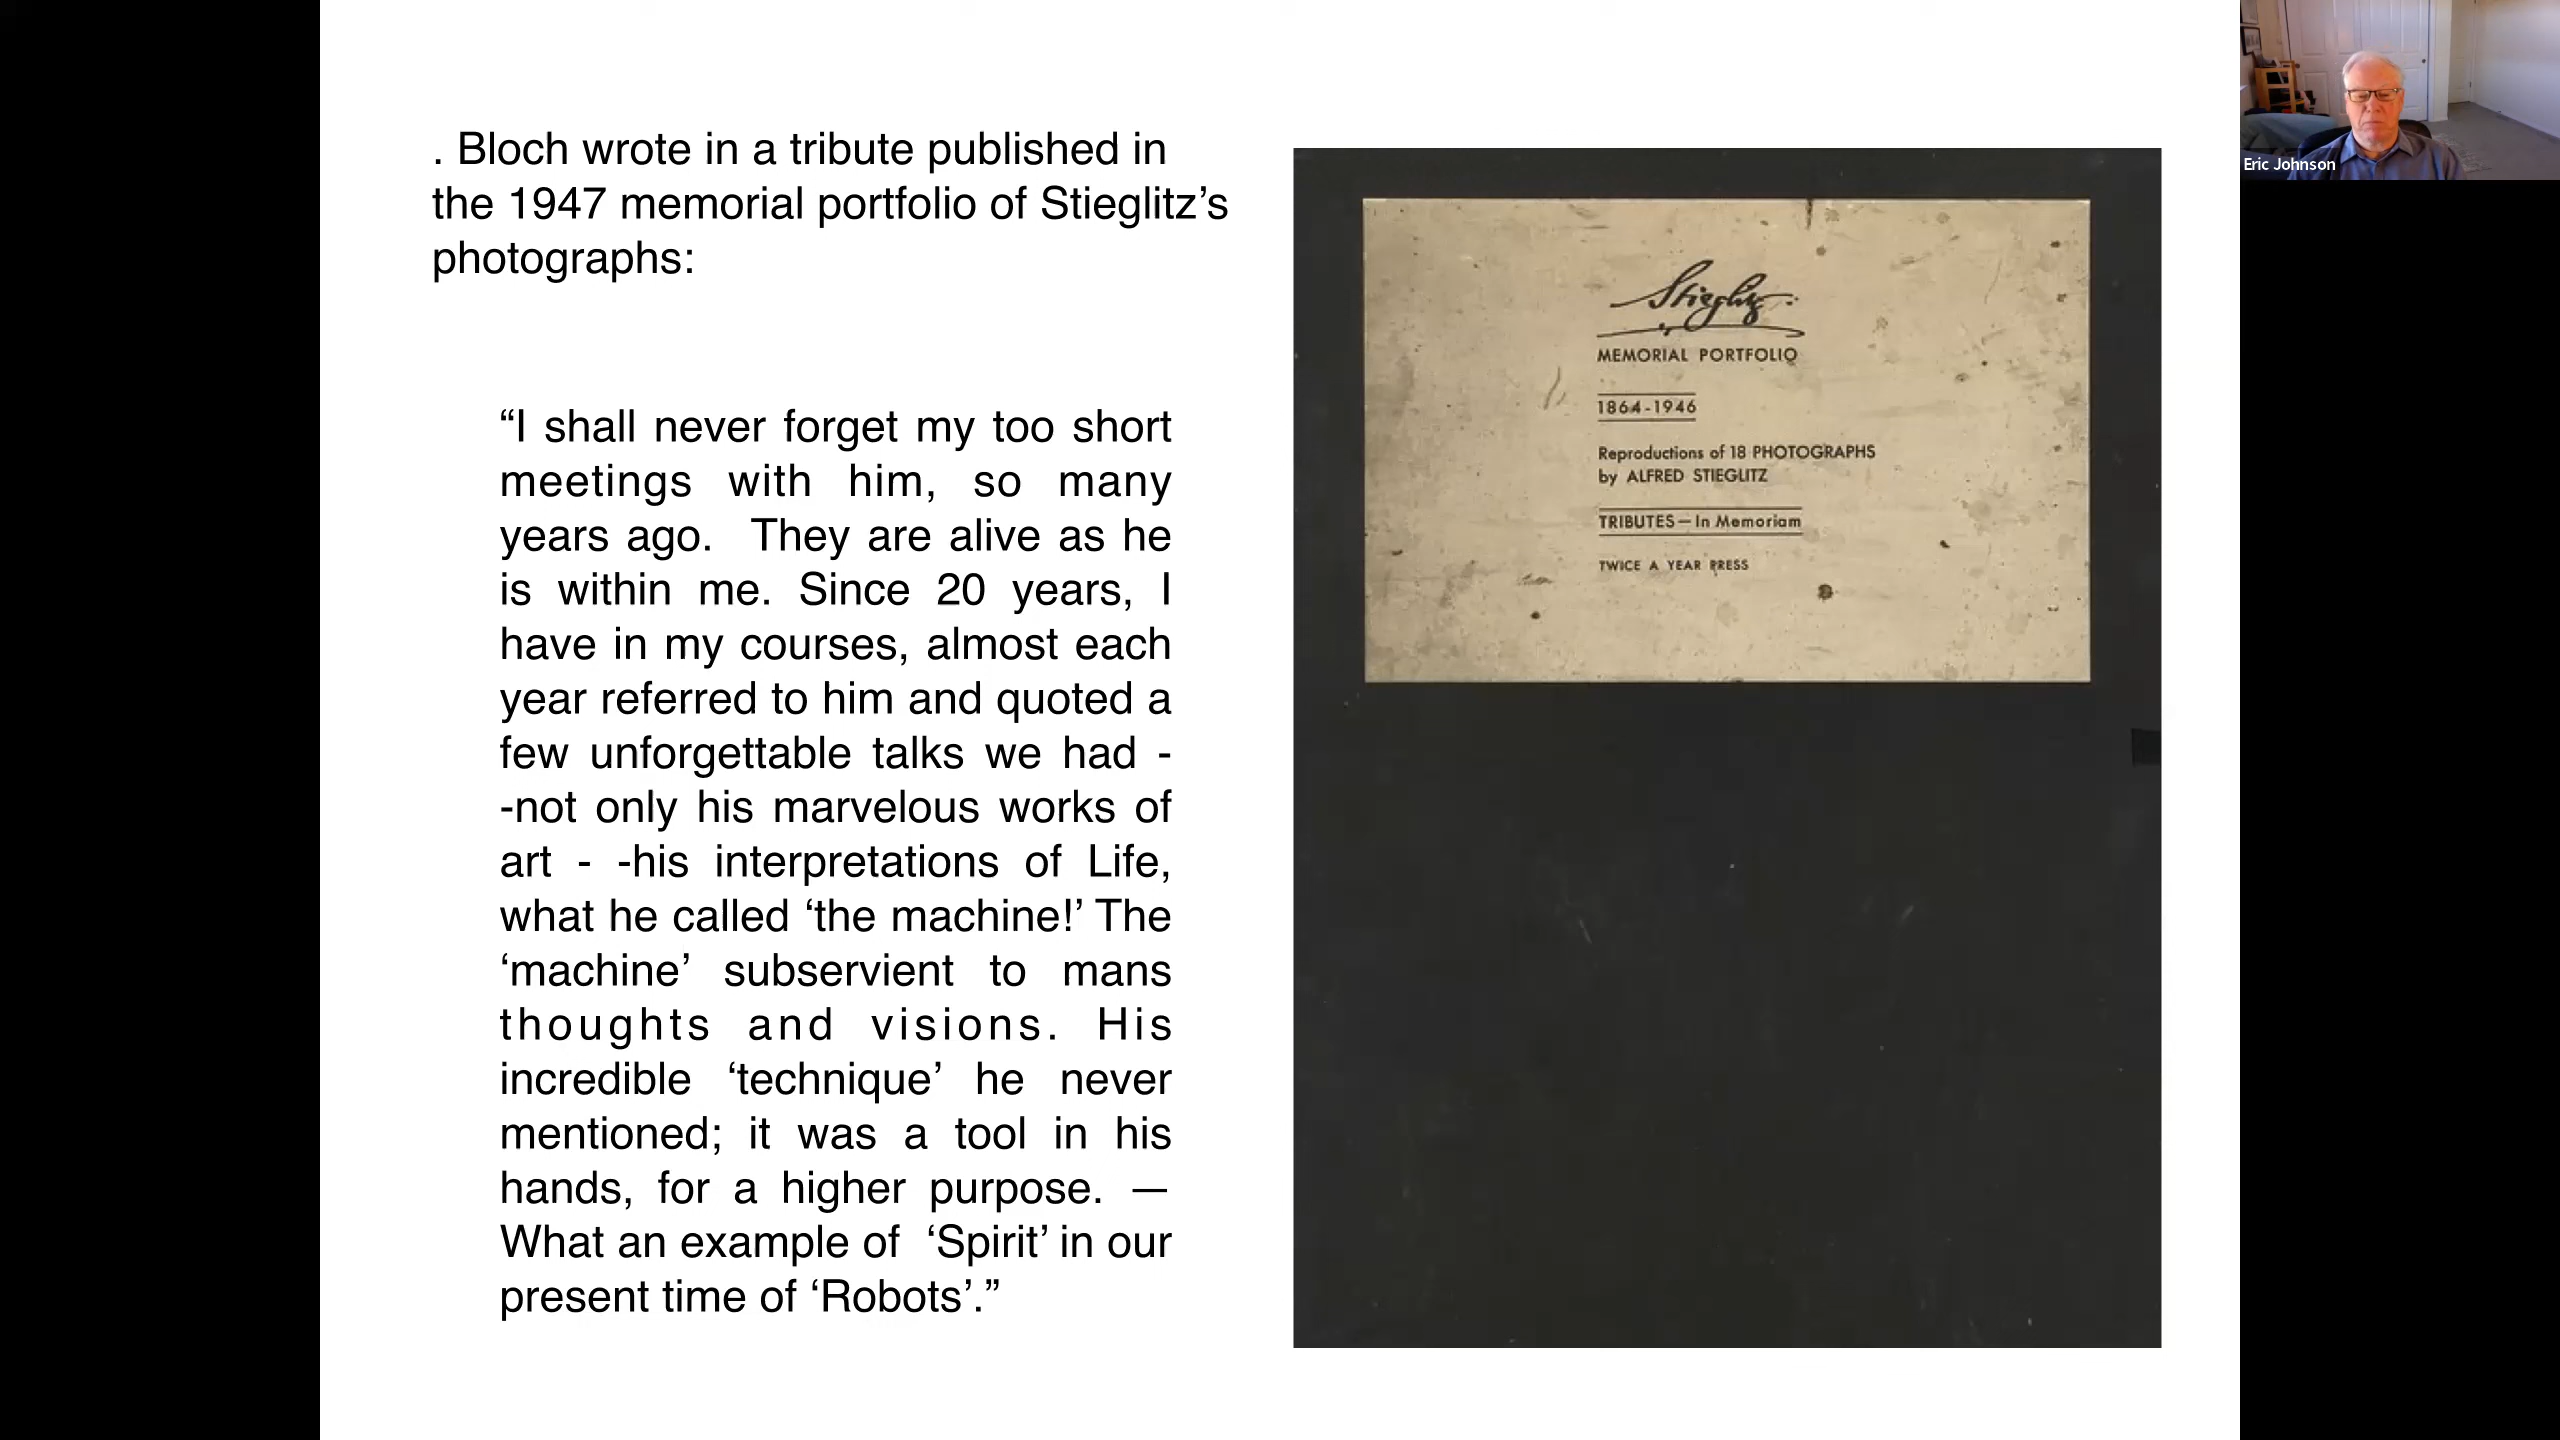 . Bloch wrote in a tribute published in
the 1947 memorial portfolio of Stieglitz’s
photographs:
“I shall never forget my too short
meetings with him, so many
years ago. They are alive as he
is within me. Since 20 years, I
have in my courses, almost each
year referred to him and quoted a
few unforgettable talks we had -
-not only his marvelous works of
art - -his interpretations of Life,
what he called ‘the machine!’ The
‘machine’ subservient to mans
thoughts and visions. His
incredible ‘technique’ he never
mentioned; it was a tool in his
hands, for a higher purpose. —
What an example of ‘Spirit’ in our
present time of ‘Robots’.”
Stieglitz
MEMORIAL PORTFOLIO
1864-1946
Reproductions of 18 PHOTOGRAPHS
by ALFRED STIEGLITZ
TRIBUTES—In Memoriam
TWICE A YEAR PRESS
Eric Johnson